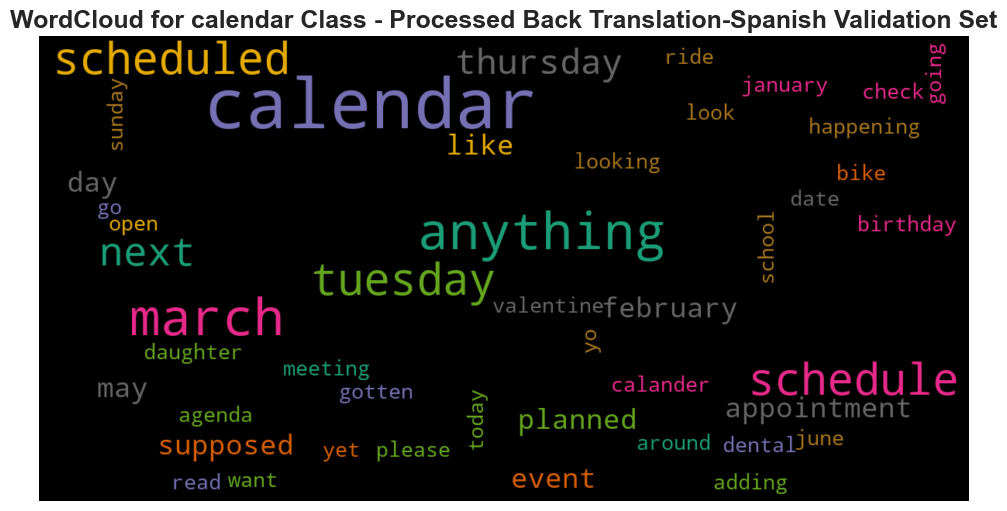 WordCloud for calendar Class - Processed Back Translation-Spanish Validation Set
scheduled
thursday
ride
going
calendar
january
check
sunday
look
happening
like
looking
bike
day
date
go
open
birthday
anything
school
next
tuesday
valentine
february
march
yo
daughter
meeting
schedule
may
gotten
calander
appointment
agenda
today
planned
supposed
yet
please
around
dental
june
read
want
event
adding